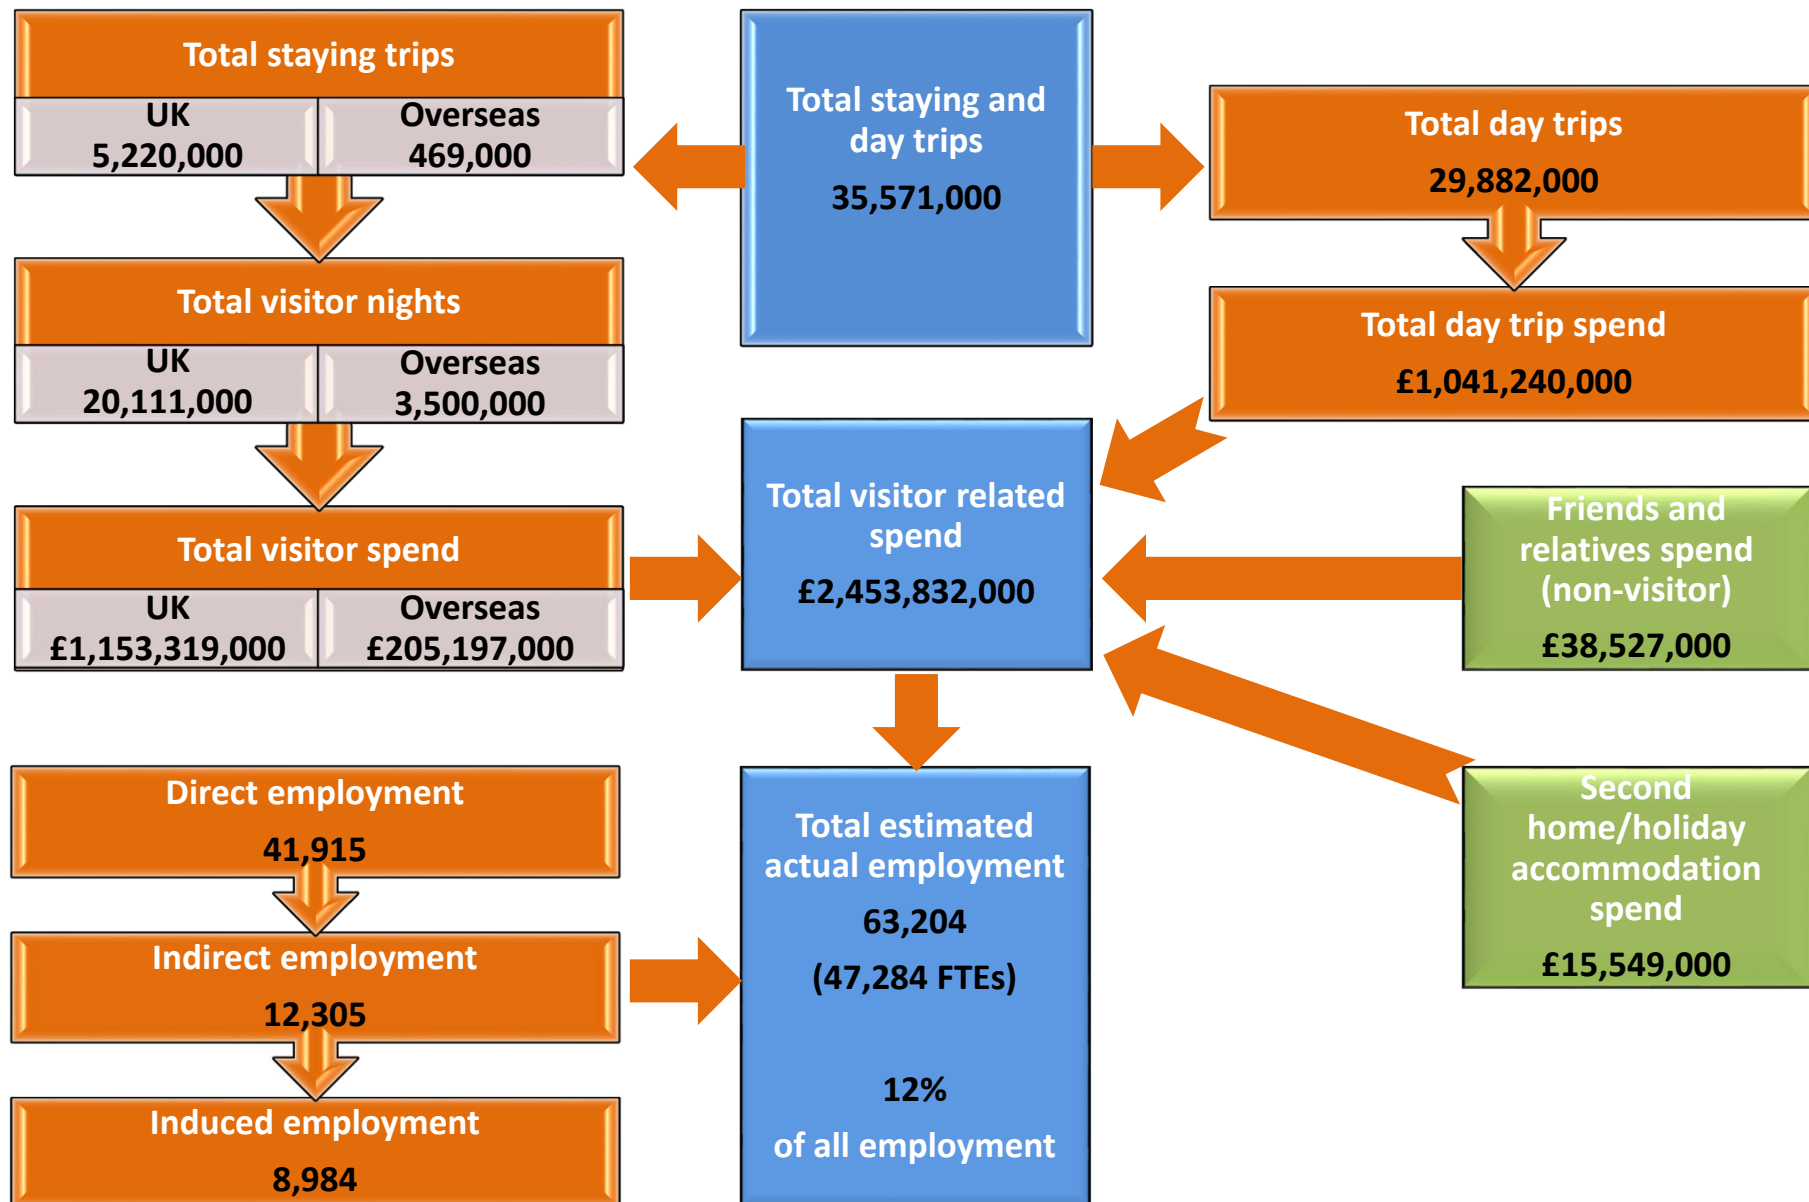 Total staying trips
UK
5,220,000
Overseas
469,000
Total visitor nights
UK
20,111,000
Overseas
3,500,000
Total visitor spend
UK
£1,153,319,000
Overseas
£205,197,000
Direct employment
41,915
Indirect employment
12,305
Induced employment
8,984
Total staying and
day trips
35,571,000
Total visitor related
spend
£2,453,832,000
Total estimated
actual employment
63,204
(47,284 FTEs)
12%
of all employment
Total day trips
29,882,000
Total day trip spend
£1,041,240,000
Friends and
relatives spend
(non-visitor)
£38,527,000
Second
home/holiday
accommodation
spend
£15,549,000